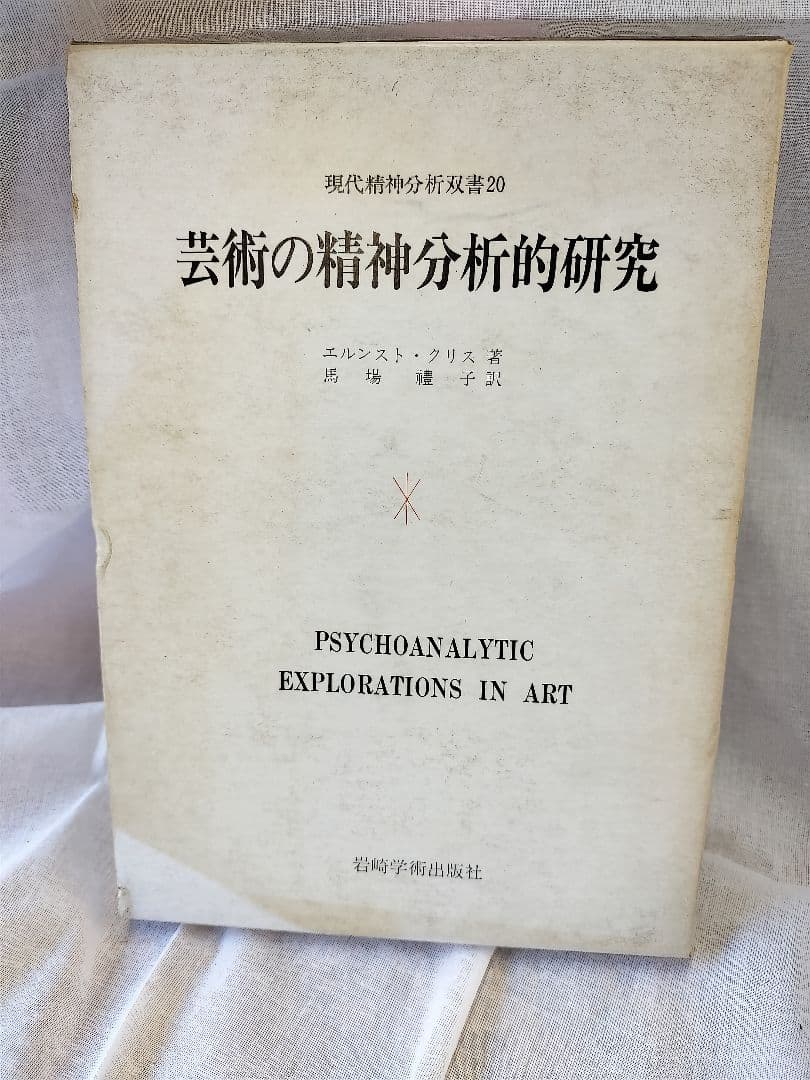 現代精神分析双書20
芸術の精神分析的研究
エルンスト・クリス 著
馬場禮子訳
PSYCHOANALYTIC
EXPLORATIONS IN ART
岩崎学術出版社